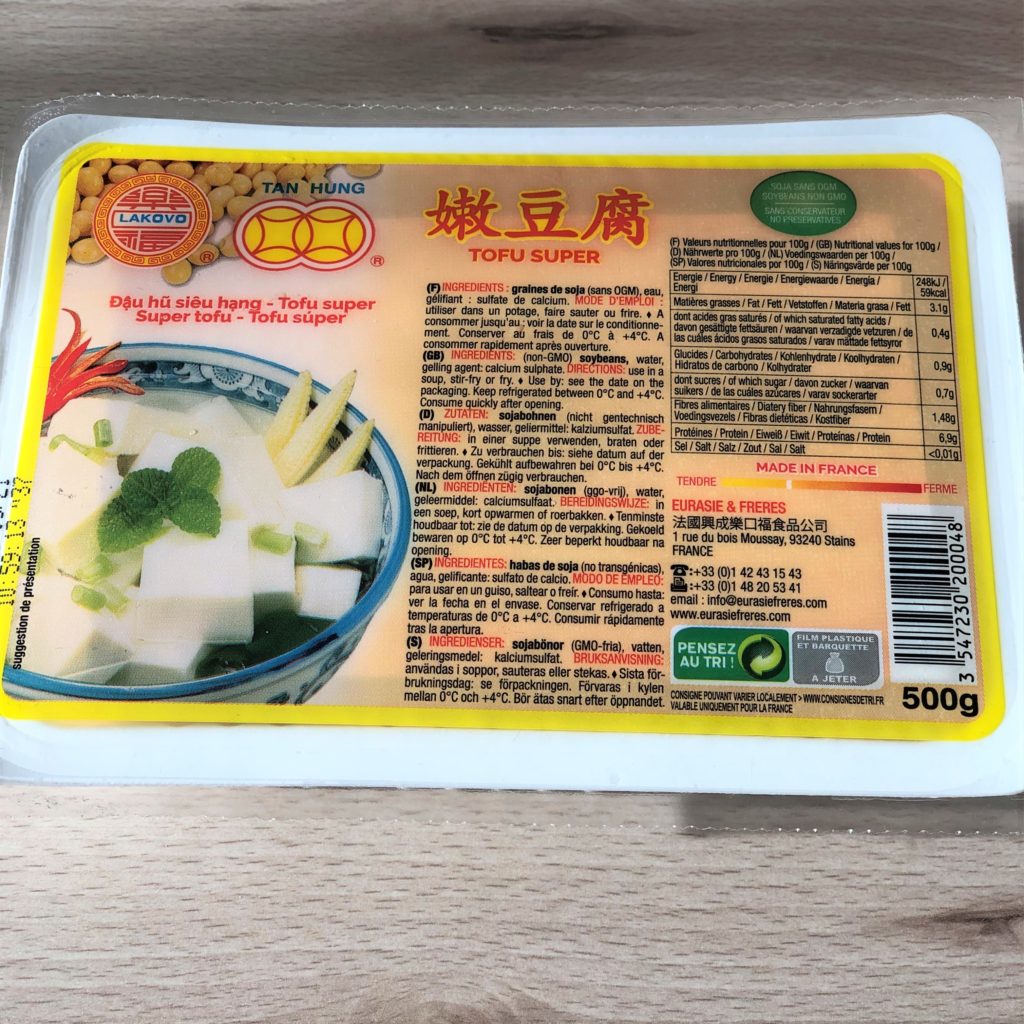 LAKOVO
®
TAN HUNG
®
嫩豆腐
TOFU SUPER
Đậu hũ siêu hạng - Tofu super
Super tofu - Tofu súper
SOJA SANS OGM
SOYBEANS NON GMO
SANS CONSERVATEUR
NO PRESERVATIVES
(F) INGREDIENTS : graines de soja (sans OGM), eau,
gélifiant : sulfate de calcium. MODE D'EMPLOI :
utiliser dans un potage, faire sauter ou frire. ♦ A
consommer jusqu'au : voir la date sur le conditionne-
ment. Conserver au frais de 0°C à +4°C. A
consommer rapidement après ouverture.
(GB) INGREDIENTS: (non-GMO) soybeans, water,
gelling agent: calcium sulphate. DIRECTIONS: use in a
soup, stir-fry or fry. ♦ Use by: see the date on the
packaging. Keep refrigerated between 0°C and +4°C.
Consume quickly after opening.
(D) ZUTATEN: sojabohnen (nicht gentechnisch
manipuliert), wasser, geliermittel: kalziumsulfat. ZUBE-
REITUNG: in einer suppe verwenden, braten oder
frittieren. ♦ Zu verbrauchen bis: siehe datum auf der
verpackung. Gekühlt aufbewahren bei 0°C bis +4°C.
Nach dem öffnen zügig verbrauchen.
(NL) INGREDIËNTEN: sojabonen (ggo-vrij), water,
geleermiddel: calciumsulfaat. BEREIDINGSWIJZE: in
een soep, kort opwarmen of roerbakken. ♦ Tenminste
houdbaar tot: zie de datum op de verpakking. Gekoeld
bewaren op 0°C tot +4°C. Zeer beperkt houdbaar na
opening.
(SP) INGREDIENTES: habas de soja (no transgénicas),
agua, gelificante: sulfato de calcio. MODO DE EMPLEO:
para usar en un guiso, saltear o freír. ♦ Consumo hasta:
ver la fecha en el envase. Conservar refrigerado a
temperaturas de 0°C a +4°C. Consumir rápidamente
tras la apertura.
(S) INGREDIENSER: sojabönor (GMO-fria), vatten,
geleringsmedel: kalciumsulfat. BRUKSANVISNING:
användas i soppor, sauteras eller stekas. ♦ Sista för-
brukningsdag: se förpackningen. Förvaras i kylen
mellan 0°C och +4°C. Bör ätas snart efter öppnandet.
(F) Valeurs nutritionnelles pour 100g / (GB) Nutritional values for 100g /
(D) Nährwerte pro 100g / (NL) Voedingswaarden per 100g /
(SP) Valores nutricionales por 100g / (S) Näringsvärde per 100g
Energie / Energy / Energie / Energiewaarde / Energía / 248kJ /
Energi 59kcal
Matières grasses / Fat / Fett / Vetstoffen / Materia grasa / Fett 3.1g
dont acides gras saturés / of which saturated fatty acids /
davon gesättigte fettsäuren / waarvan verzadigde vetzuren / de 0,4g
las cuáles ácidos grasos saturados / varav mättade fettsyror
Glucides / Carbohydrates / Kohlenhydrate / Koolhydraten /
Hidratos de carbono / Kolhydrater 0,9g
dont sucres / of which sugar / davon zucker / waarvan
suikers / de las cuáles azúcares / varav sockerarter 0,7g
Fibres alimentaires / Diatery fiber / Nahrungsfasern /
Voedingsvezels / Fibras dietéticas / Kostfiber 1,48g
Protéines / Protein / Eiweiß / Eiwit / Proteínas / Protein 6,9g
Sel / Salt / Salz / Zout / Sal / Salt <0,01g
MADE IN FRANCE
TENDRE FERME
EURASIE & FRERES
法國興成樂口福食品公司
1 rue du bois Moussay, 93240 Stains
FRANCE
☎:+33 (0)1 42 43 15 43
:+33 (0)1 48 20 53 41
email : info@eurasiefreres.com
www.eurasiefreres.com
PENSEZ
AU TRI !
FILM PLASTIQUE
ET BARQUETTE
A JETER
CONSIGNE POUVANT VARIER LOCALEMENT > WWW.CONSIGNESDETRI.FR
VALABLE UNIQUEMENT POUR LA FRANCE
3 547230 200048
500g
suggestion de présentation
10:59:13 437